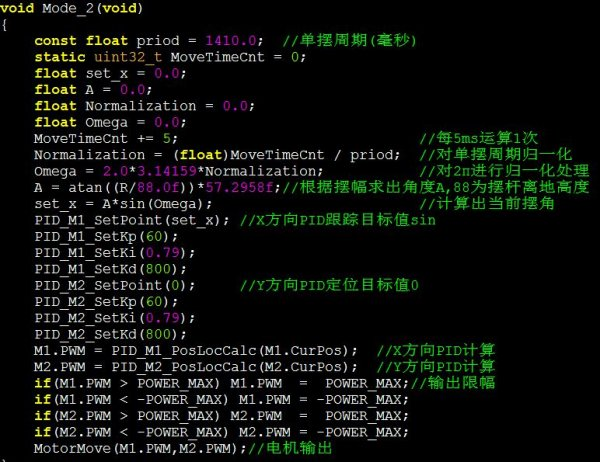 void Mode_2(void)
{
const float priod = 1410.0; //单摆周期(毫秒)
static uint32_t MoveTimeCnt = 0;
float set_x = 0.0;
float A = 0.0;
float Normalization = 0.0;
float Omega = 0.0;
MoveTimeCnt += 5; //每5ms运算1次
Normalization = (float)MoveTimeCnt / priod; //对单摆周期归一化
Omega = 2.0*3.14159*Normalization; //对2π进行归一化处理
A = atan((R/88.0f))*57.2958f;//根据摆幅求出角度A,88为摆杆离地高度
set_x = A*sin(Omega); //计算出当前摆角
PID_M1_SetPoint(set_x); //X方向PID跟踪目标值sin
PID_M1_SetKp(60);
PID_M1_SetKi(0.79);
PID_M1_SetKd(800);
PID_M2_SetPoint(0); //Y方向PID定位目标值0
PID_M2_SetKp(60);
PID_M2_SetKi(0.79);
PID_M2_SetKd(800);
M1.PWM = PID_M1_PosLocCalc(M1.CurPos); //X方向PID计算
M2.PWM = PID_M2_PosLocCalc(M2.CurPos); //Y方向PID计算
if(M1.PWM > POWER_MAX) M1.PWM = POWER_MAX;//输出限幅
if(M1.PWM < -POWER_MAX) M1.PWM = -POWER_MAX;
if(M2.PWM > POWER_MAX) M2.PWM = POWER_MAX;
if(M2.PWM < -POWER_MAX) M2.PWM = -POWER_MAX;
MotorMove(M1.PWM,M2.PWM);//电机输出